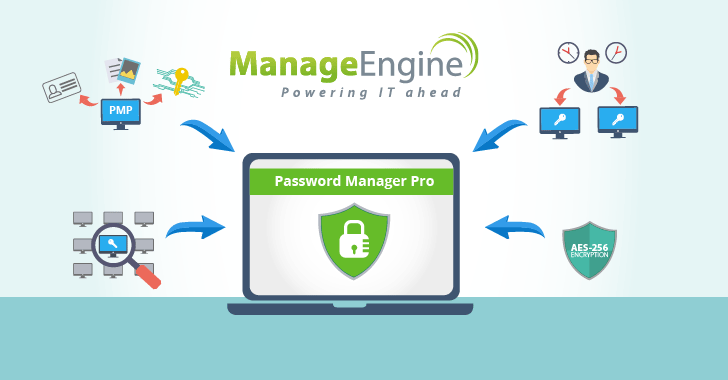 ManageEngine
Powering IT ahead
PMP
Password Manager Pro
AES-256
ENCRYPTION